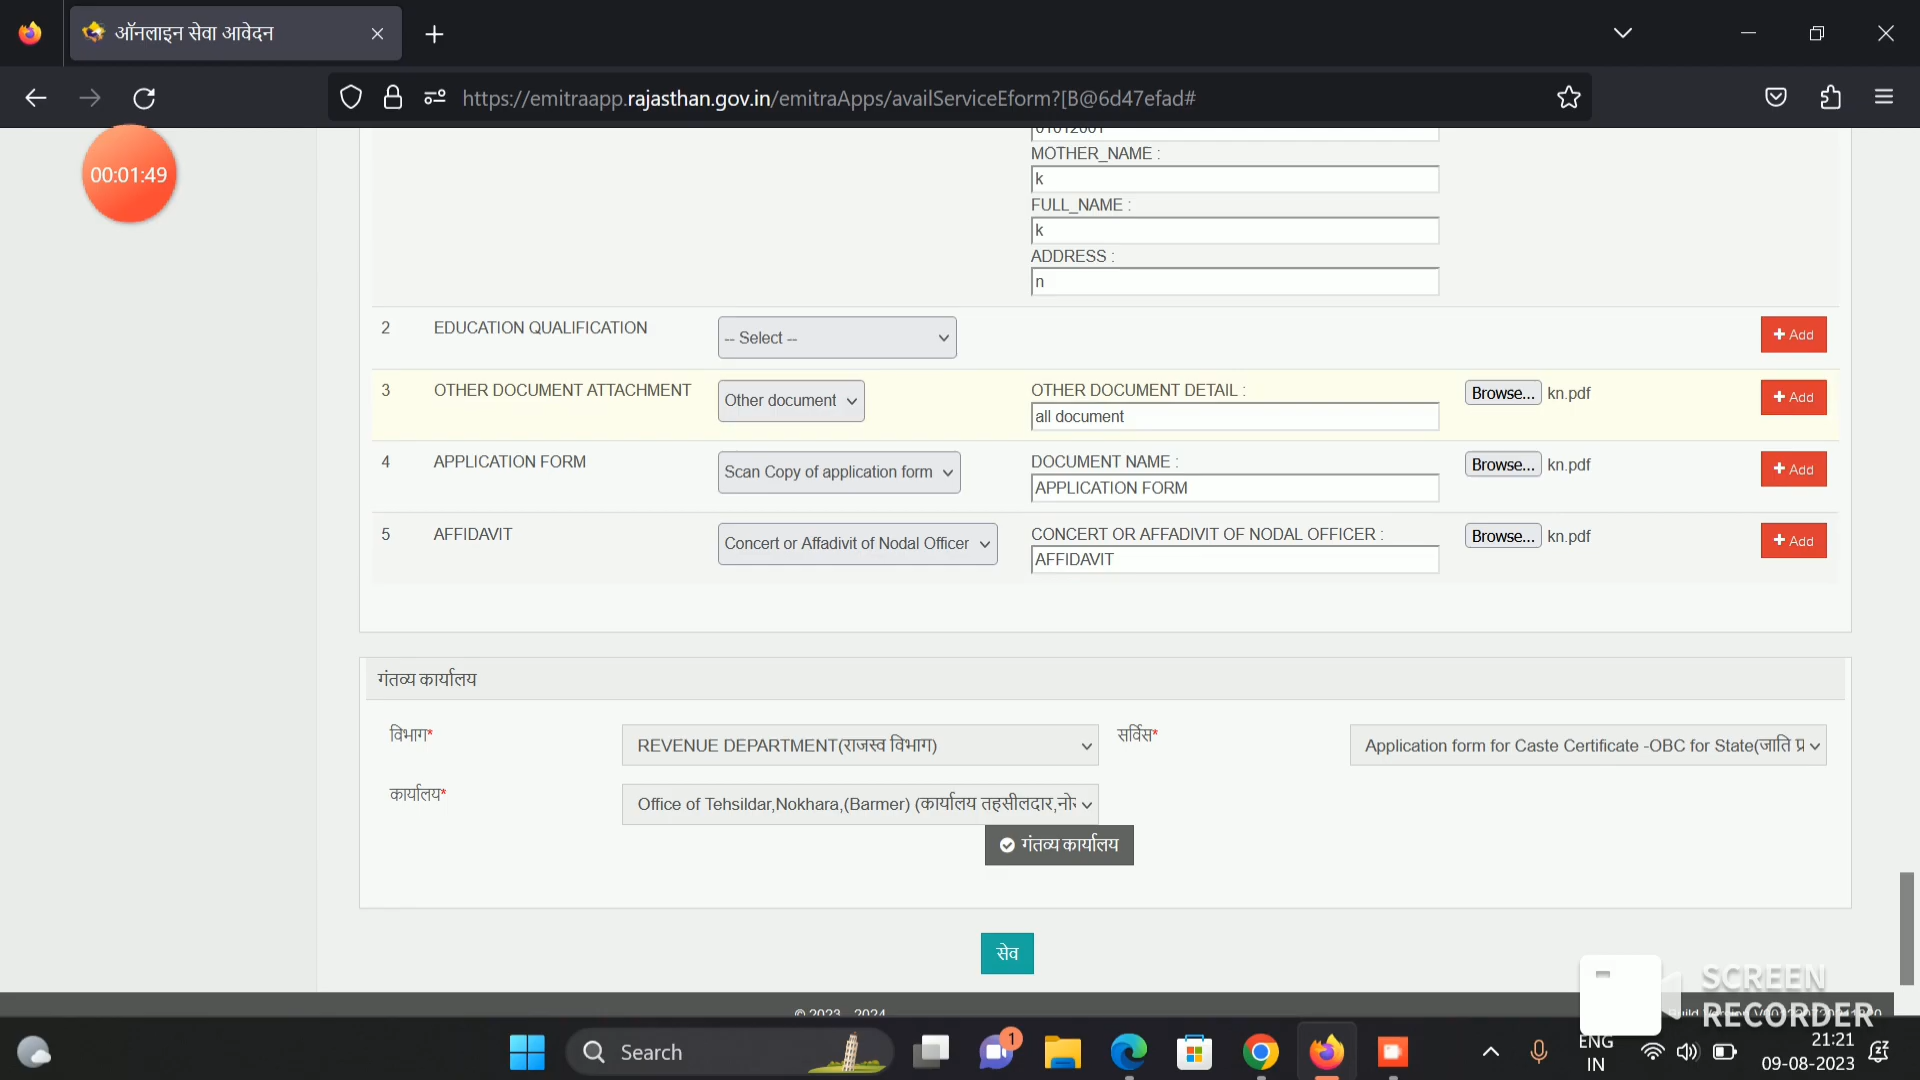 ऑनलाइन सेवा आवेदन
https://emitraapp.rajasthan.gov.in/emitraApps/availServiceEform?[B@6d47efad#
00:01:49
01012001
MOTHER_NAME :
k
FULL_NAME :
k
ADDRESS :
n
2 EDUCATION QUALIFICATION -- Select -- Add
3 OTHER DOCUMENT ATTACHMENT Other document OTHER DOCUMENT DETAIL : Browse... kn.pdf Add
all document
4 APPLICATION FORM Scan Copy of application form DOCUMENT NAME : Browse... kn.pdf Add
APPLICATION FORM
5 AFFIDAVIT Concert or Affadivit of Nodal Officer CONCERT OR AFFADIVIT OF NODAL OFFICER : Browse... kn.pdf Add
AFFIDAVIT
गंतव्य कार्यालय
विभाग* REVENUE DEPARTMENT(राजस्व विभाग) सर्विस* Application form for Caste Certificate -OBC for State(जाति प्र
कार्यालय* Office of Tehsildar,Nokhara,(Barmer) (कार्यालय तहसीलदार,नो
गंतव्य कार्यालय
सेव
© 2023 - 2024
SCREEN
RECORDER
Search
1
ENG
IN
21:21
09-08-2023